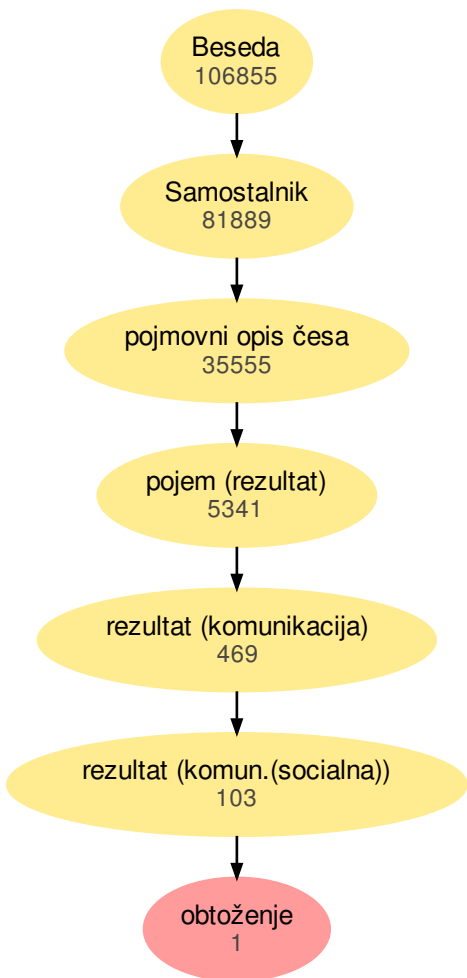 Beseda
106855
Samostalnik
81889
pojmovni opis česa
35555
pojem (rezultat)
5341
rezultat (komunikacija)
469
rezultat (komun.(socialna))
103
obtoženje
1